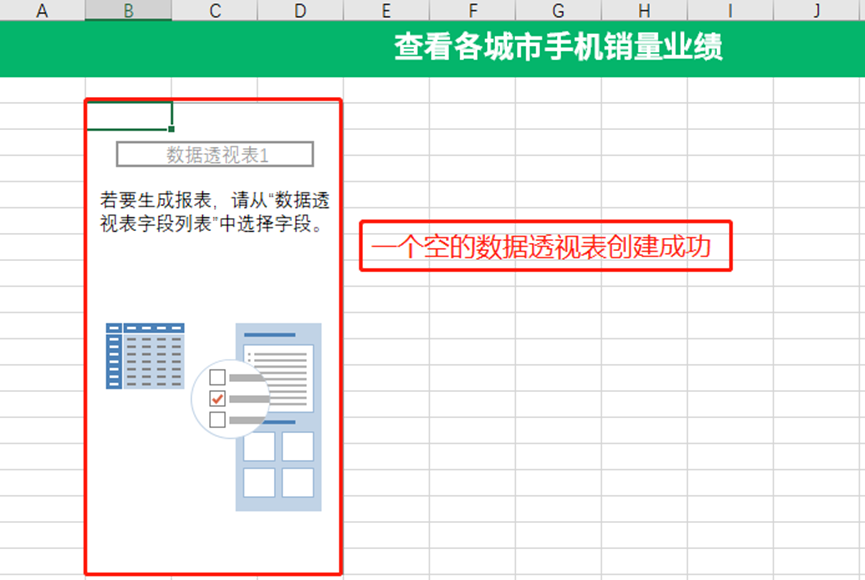 A B C D E F G H I J
查看各城市手机销量业绩
数据透视表1
若要生成报表，请从“数据透
视表字段列表”中选择字段。
一个空的数据透视表创建成功